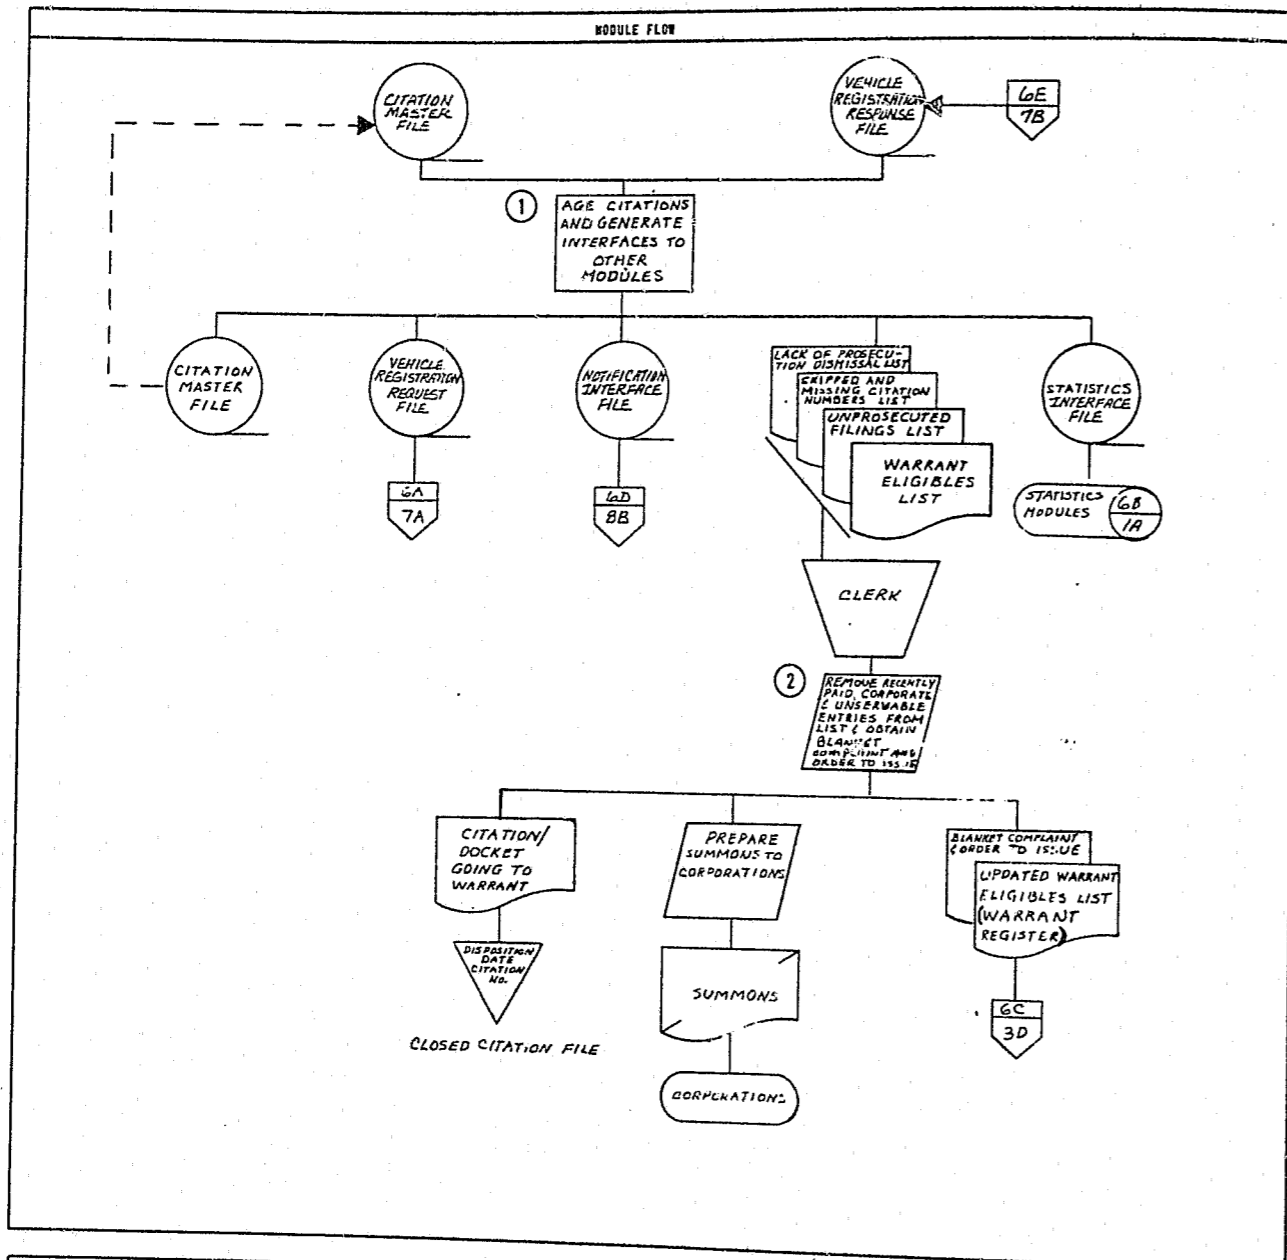 MODULE FLOW
CITATION
MASTER
FILE
VEHICLE
REGISTRATION
RESPONSE
FILE
6E
7B
1
AGE CITATIONS
AND GENERATE
INTERFACES TO
OTHER
MODULES
CITATION
MASTER
FILE
VEHICLE
REGISTRATION
REQUEST
FILE
NOTIFICATION
INTERFACE
FILE
LACK OF PROSECU-
TION DISMISSAL LIST
SKIPPED AND
MISSING CITATION
NUMBERS LIST
UNPROSECUTED
FILINGS LIST
WARRANT
ELIGIBLES
LIST
STATISTICS
INTERFACE
FILE
6A
7A
6D
8B
STATISTICS
MODULES
6B
1A
CLERK
2
REMOVE RECENTLY
PAID, CORPORATE
& UNSERVABLE
ENTRIES FROM
LIST & OBTAIN
BLANKET
COMPLAINT AND
ORDER TO ISSUE
CITATION/
DOCKET
GOING TO
WARRANT
PREPARE
SUMMONS TO
CORPORATIONS
BLANKET COMPLAINT
& ORDER TO ISSUE
UPDATED WARRANT
ELIGIBLES LIST
(WARRANT
REGISTER)
DISPOSITION
DATE
CITATION
NO.
SUMMONS
6C
3D
CLOSED CITATION FILE
CORPORATIONS